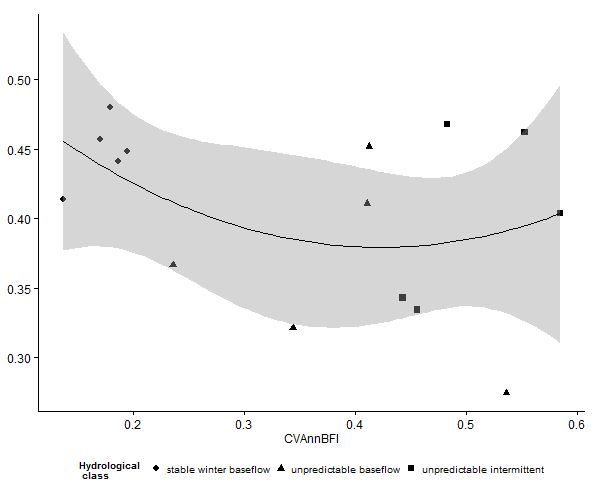 0.50
0.45
0.40
0.35
0.30
0.2 0.3 0.4 0.5 0.6
CVAnnBFI
Hydrological
class
stable winter baseflow unpredictable baseflow unpredictable intermittent